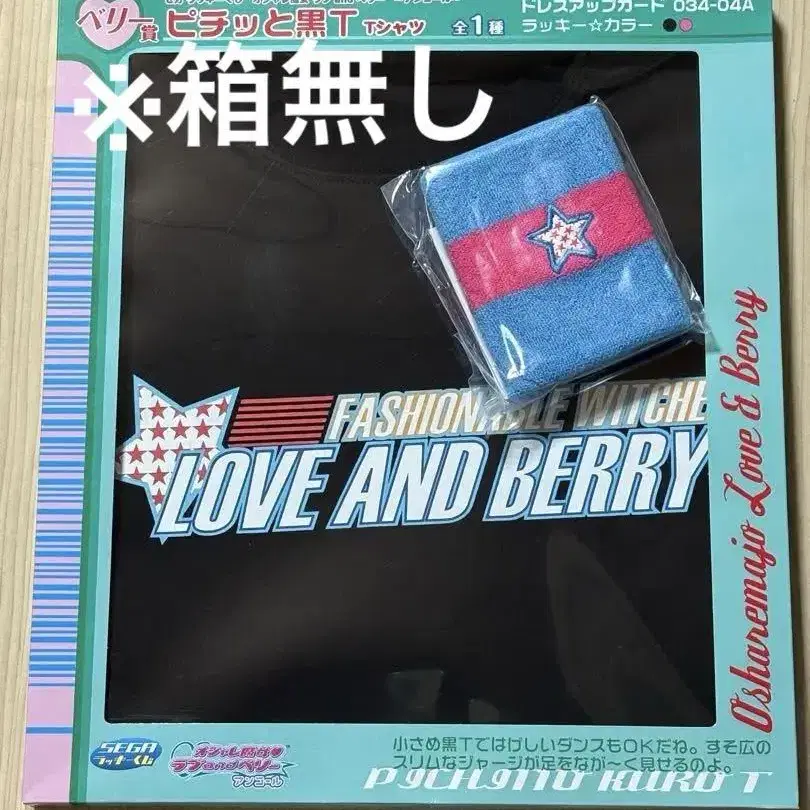 ベリー賞 ピチッと黒T Tシャツ 全1種
ドレスアップカード 034-04A
ラッキー☆カラー
※箱無し
FASHIONABLE WITCHE
LOVE AND BERRY
Osharemajo Love & Berry
SEGA
ラッキーくじ
オシャレ魔女♥
ラブandベリー
アンコール
小さめ黒TではげしいダンスもOKだね。すそ広の
スリムなジャージが足をなが〜く見せるのよ。
PICHITTO KURO T